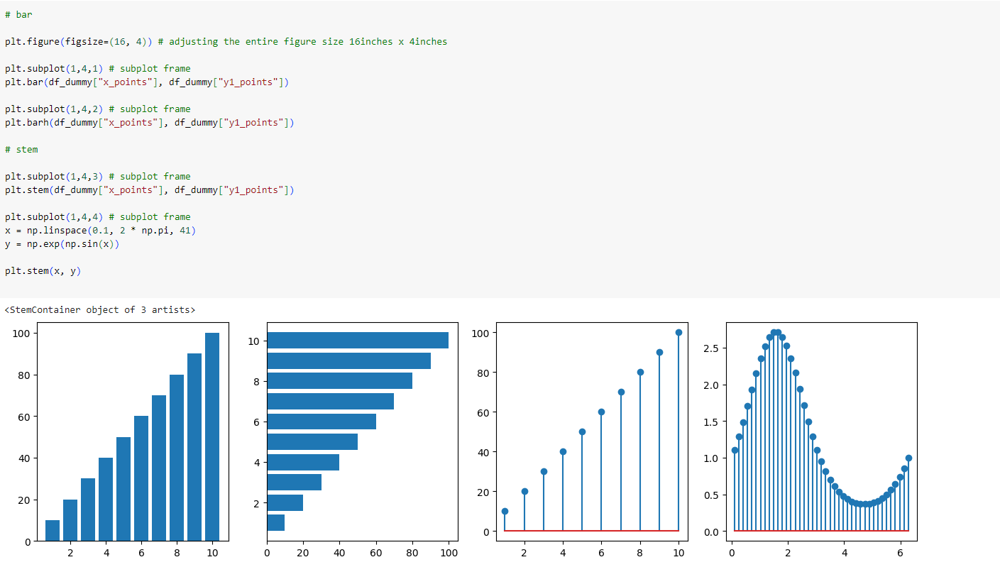 # bar
plt.figure(figsize=(16, 4)) # adjusting the entire figure size 16inches x 4inches
plt.subplot(1,4,1) # subplot frame
plt.bar(df_dummy["x_points"], df_dummy["y1_points"])
plt.subplot(1,4,2) # subplot frame
plt.barh(df_dummy["x_points"], df_dummy["y1_points"])
# stem
plt.subplot(1,4,3) # subplot frame
plt.stem(df_dummy["x_points"], df_dummy["y1_points"])
plt.subplot(1,4,4) # subplot frame
x = np.linspace(0.1, 2 * np.pi, 41)
y = np.exp(np.sin(x))
plt.stem(x, y)
<StemContainer object of 3 artists>
100
80
60
40
20
0
2 4 6 8 10
10
8
6
4
2
0 20 40 60 80 100
100
80
60
40
20
0
2 4 6 8 10
2.5
2.0
1.5
1.0
0.5
0.0
0 2 4 6